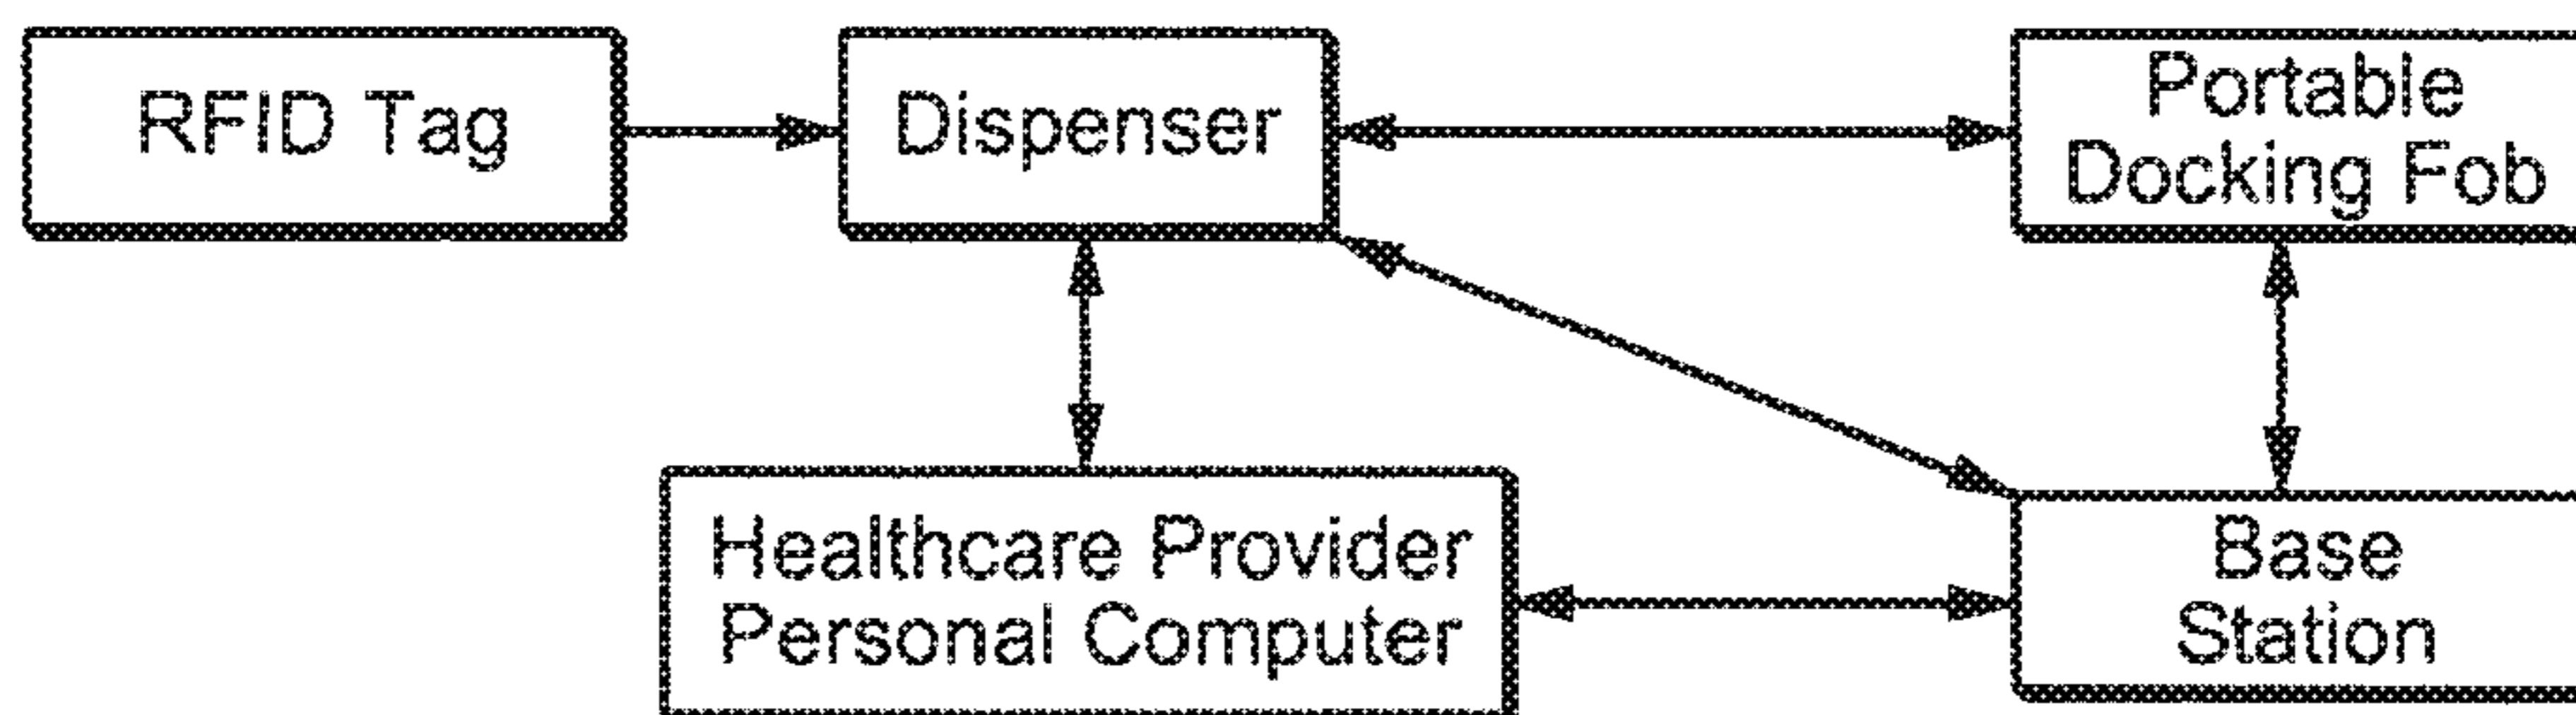 RFID Tag
Dispenser
Portable
Docking Fob
Healthcare Provider
Personal Computer
Base
Station